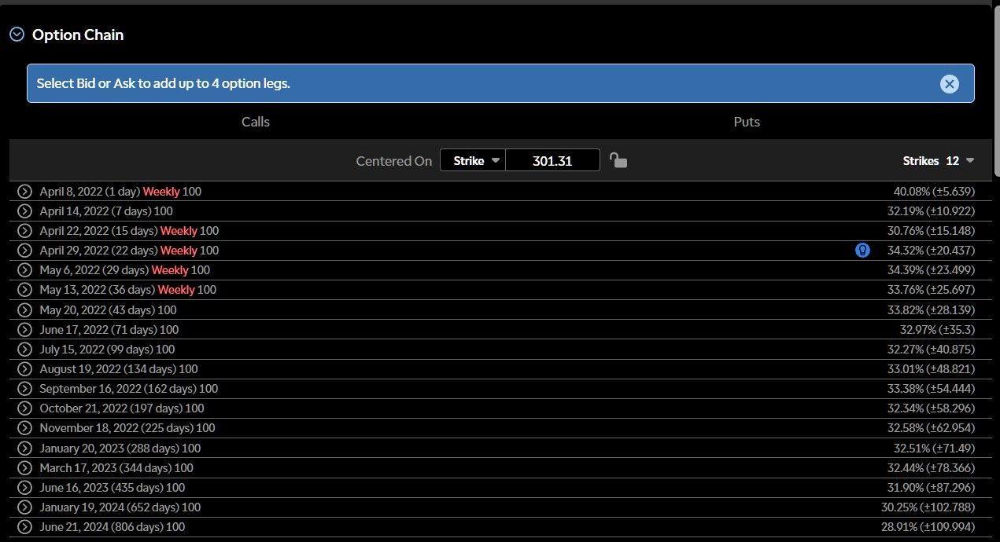 Option Chain
Select Bid or Ask to add up to 4 option legs.
Calls Puts
Centered On Strike 301.31 Strikes 12
April 8, 2022 (1 day) Weekly 100 40.08% (±5.639)
April 14, 2022 (7 days) 100 32.19% (±10.922)
April 22, 2022 (15 days) Weekly 100 30.76% (±15.148)
April 29, 2022 (22 days) Weekly 100 34.32% (±20.437)
May 6, 2022 (29 days) Weekly 100 34.39% (±23.499)
May 13, 2022 (36 days) Weekly 100 33.76% (±25.697)
May 20, 2022 (43 days) 100 33.82% (±28.139)
June 17, 2022 (71 days) 100 32.97% (±35.3)
July 15, 2022 (99 days) 100 32.27% (±40.875)
August 19, 2022 (134 days) 100 33.01% (±48.821)
September 16, 2022 (162 days) 100 33.38% (±54.444)
October 21, 2022 (197 days) 100 32.34% (±58.296)
November 18, 2022 (225 days) 100 32.58% (±62.954)
January 20, 2023 (288 days) 100 32.51% (±71.49)
March 17, 2023 (344 days) 100 32.44% (±78.366)
June 16, 2023 (435 days) 100 31.90% (±87.296)
January 19, 2024 (652 days) 100 30.25% (±102.788)
June 21, 2024 (806 days) 100 28.91% (±109.994)